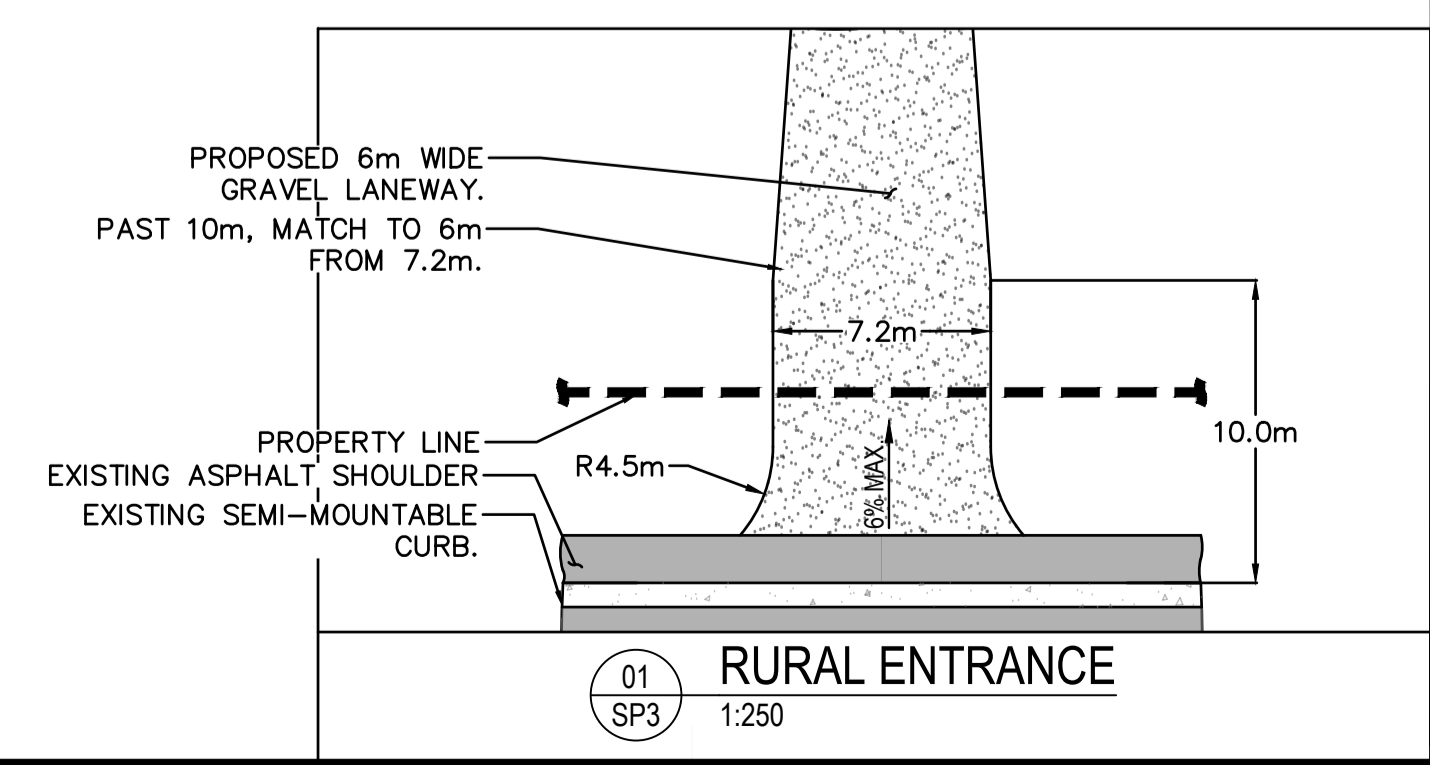 PROPOSED 6m WIDE
GRAVEL LANEWAY.
PAST 10m, MATCH TO 6m
FROM 7.2m.
7.2m
10.0m
PROPERTY LINE
R4.5m
6% MAX.
EXISTING ASPHALT SHOULDER
EXISTING SEMI-MOUNTABLE
CURB.
01
SP3
RURAL ENTRANCE
1:250